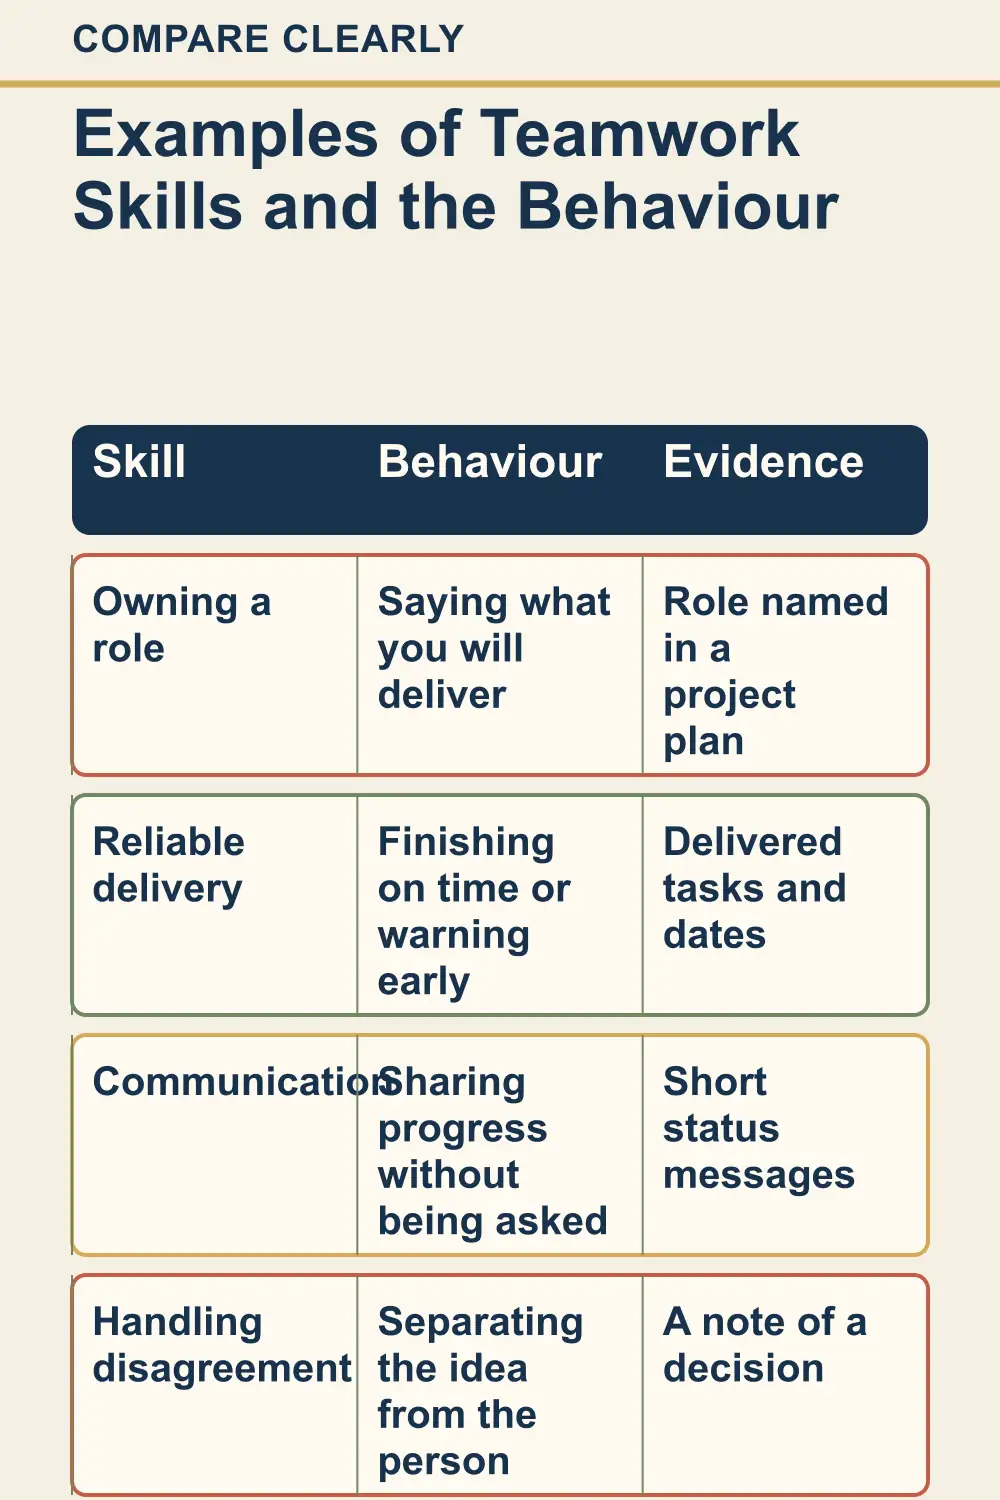 COMPARE CLEARLY
Examples of Teamwork
Skills and the Behaviour
Skill
Behaviour
Evidence
Owning a
role
Saying what
you will
deliver
Role named
in a
project
plan
Reliable
delivery
Finishing
on time or
warning
early
Delivered
tasks and
dates
Communication
Sharing
progress
without
being asked
Short
status
messages
Handling
disagreement
Separating
the idea
from the
person
A note of a
decision